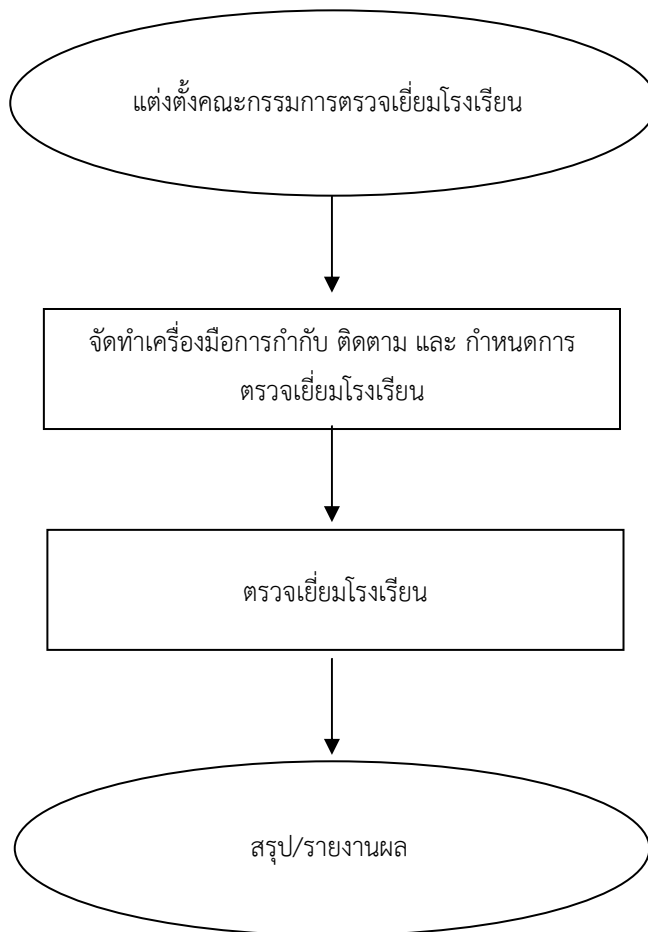 แต่งตั้งคณะกรรมการตรวจเยี่ยมโรงเรียน
จัดทำเครื่องมือการกำกับ ติดตาม และ กำหนดการ
ตรวจเยี่ยมโรงเรียน
ตรวจเยี่ยมโรงเรียน
สรุป/รายงานผล